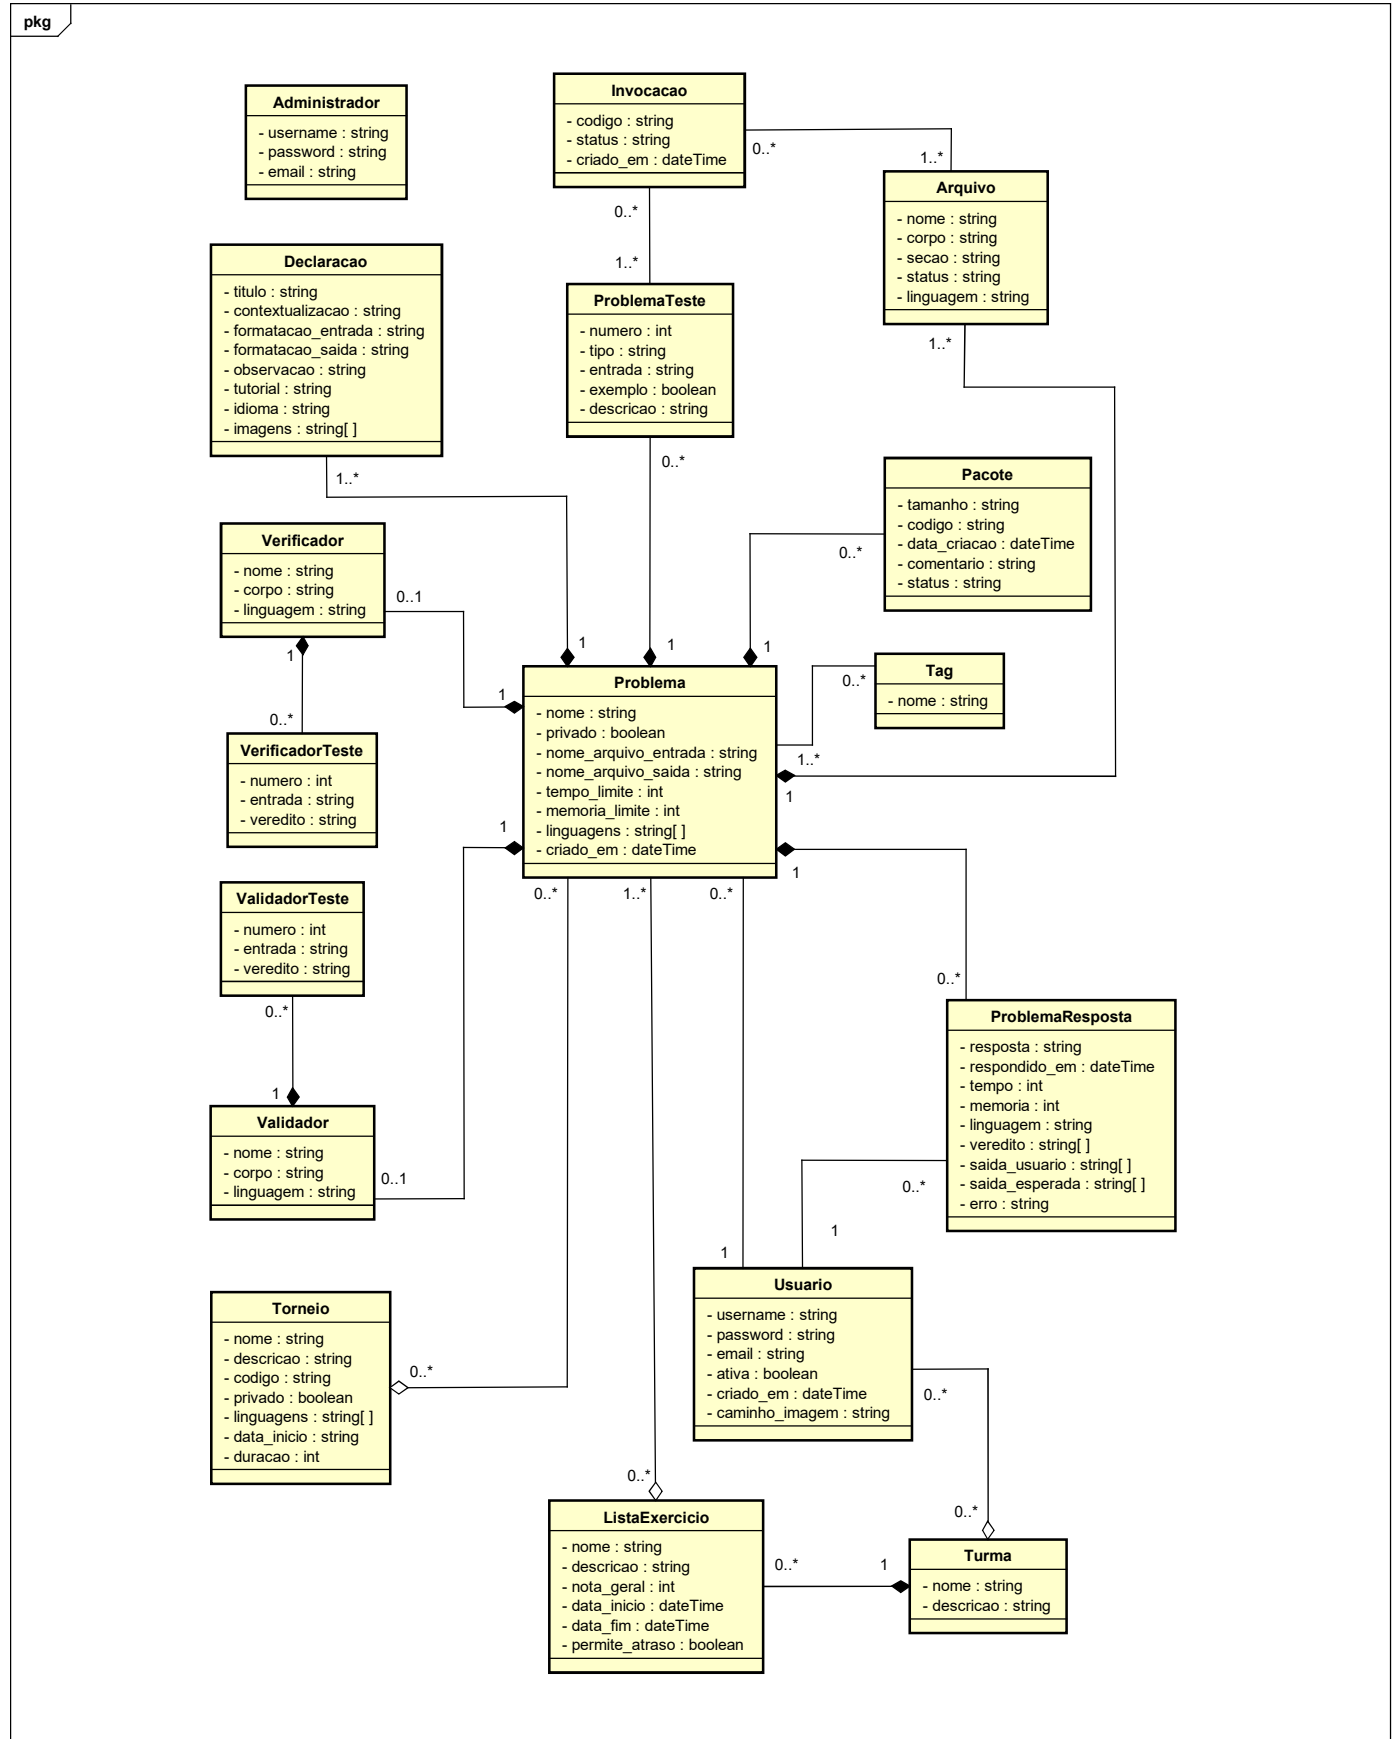 pkg
Administrador
- username : string
- password : string
- email : string
Invocacao
- codigo : string
- status : string
- criado_em : dateTime
0..*
1..*
Arquivo
- nome : string
- corpo : string
- secao : string
- status : string
- linguagem : string
1..*
0..*
1..*
Declaracao
- titulo : string
- contextualizacao : string
- formatacao_entrada : string
- formatacao_saida : string
- observacao : string
- tutorial : string
- idioma : string
- imagens : string[ ]
1..*
ProblemaTeste
- numero : int
- tipo : string
- entrada : string
- exemplo : boolean
- descricao : string
0..*
Pacote
- tamanho : string
- codigo : string
- data_criacao : dateTime
- comentario : string
- status : string
0..*
Verificador
- nome : string
- corpo : string
- linguagem : string
0..1
1
0..*
VerificadorTeste
- numero : int
- entrada : string
- veredito : string
1
1
1
1
Problema
- nome : string
- privado : boolean
- nome_arquivo_entrada : string
- nome_arquivo_saida : string
- tempo_limite : int
- memoria_limite : int
- linguagens : string[ ]
- criado_em : dateTime
Tag
- nome : string
0..*
1..*
1
1
1
0..*
1..*
0..*
ValidadorTeste
- numero : int
- entrada : string
- veredito : string
0..*
1
Validador
- nome : string
- corpo : string
- linguagem : string
0..1
0..*
ProblemaResposta
- resposta : string
- respondido_em : dateTime
- tempo : int
- memoria : int
- linguagem : string
- veredito : string[ ]
- saida_usuario : string[ ]
- saida_esperada : string[ ]
- erro : string
0..*
1
1
Usuario
- username : string
- password : string
- email : string
- ativa : boolean
- criado_em : dateTime
- caminho_imagem : string
0..*
Torneio
- nome : string
- descricao : string
- codigo : string
- privado : boolean
- linguagens : string[ ]
- data_inicio : string
- duracao : int
0..*
0..*
ListaExercicio
- nome : string
- descricao : string
- nota_geral : int
- data_inicio : dateTime
- data_fim : dateTime
- permite_atraso : boolean
0..*
1
0..*
Turma
- nome : string
- descricao : string